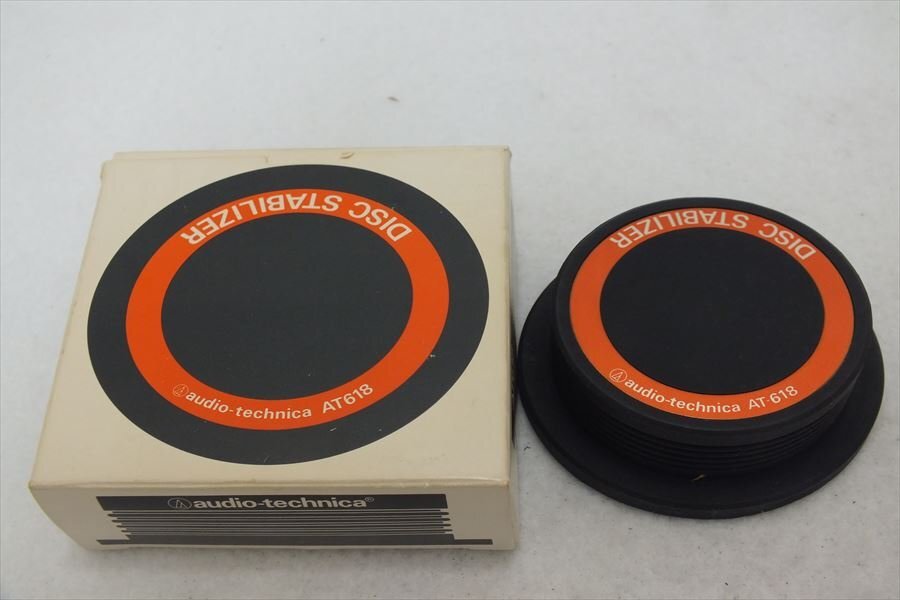 DISC STABILIZER
audio-technica AT618
audio-technica®
DISC STABILIZER
audio-technica AT-618